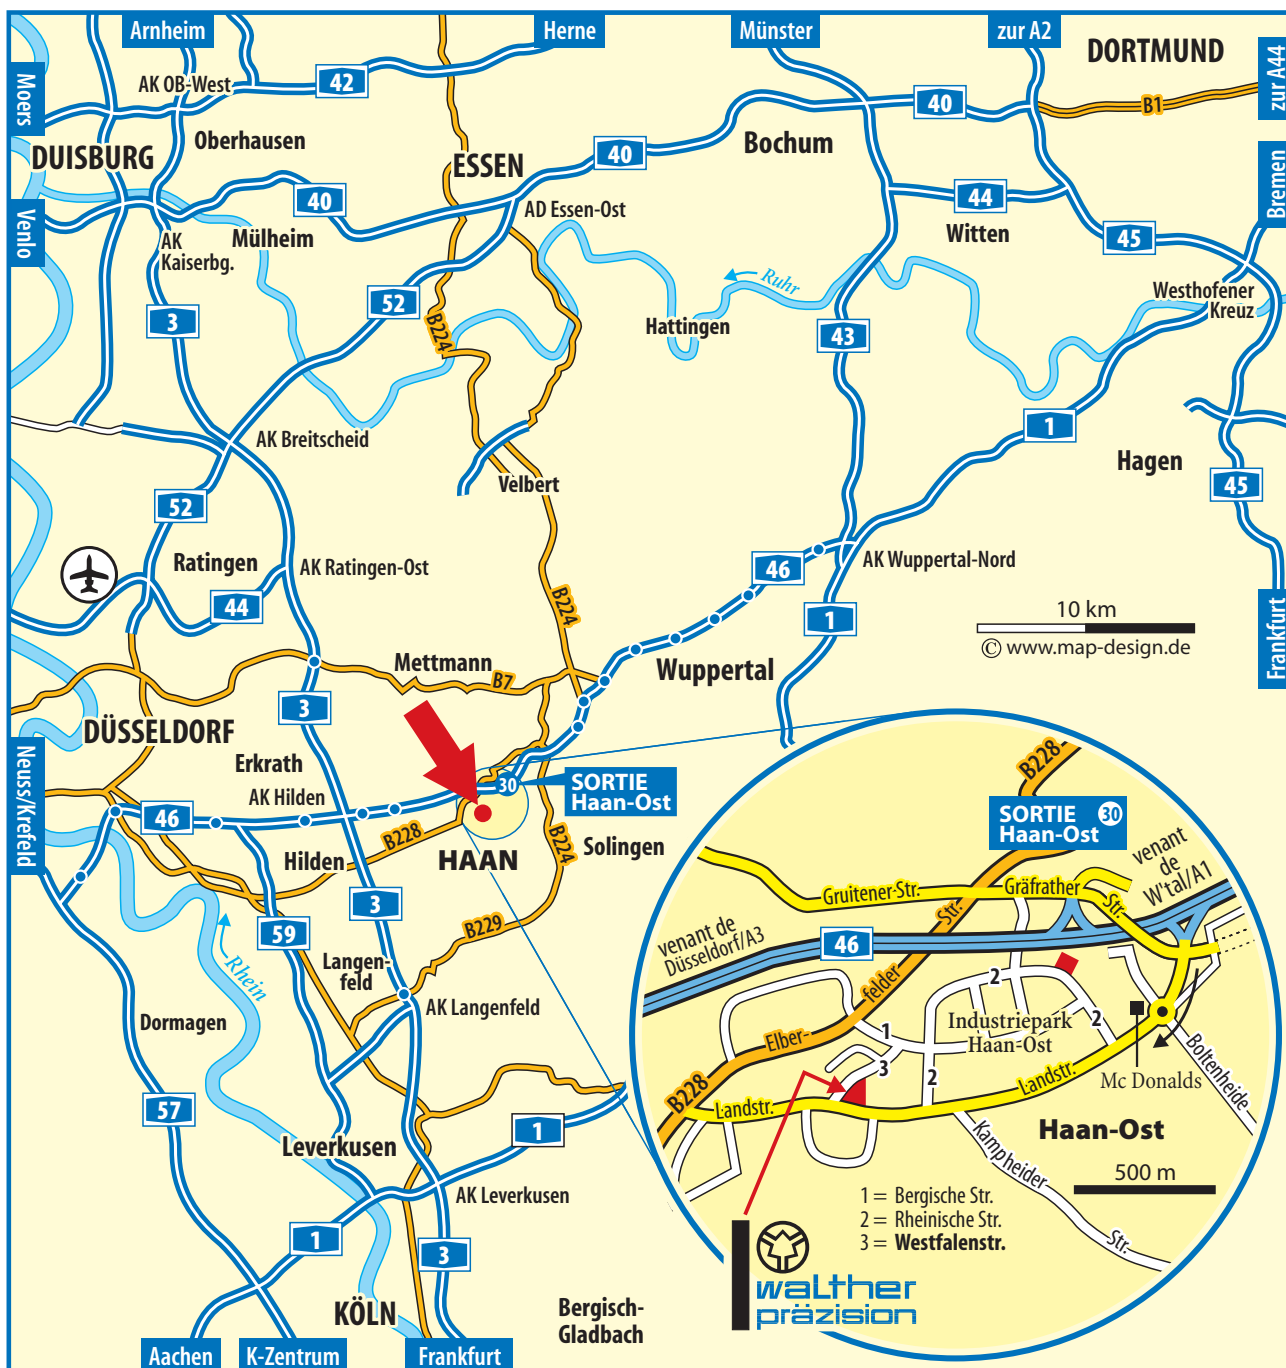 Arnheim
Herne
Münster
zur A2
DORTMUND
zur A44
Moers
AK OB-West
42
40
B1
Oberhausen
DUISBURG
ESSEN
40
Bochum
Bremen
Venlo
40
AK
Kaiserbg.
Mülheim
AD Essen-Ost
44
Witten
45
Ruhr
Westhofener
Kreuz
3
52
B224
Hattingen
43
1
AK Breitscheid
Hagen
45
Velbert
52
Ratingen
AK Ratingen-Ost
44
46
AK Wuppertal-Nord
B224
1
10 km
© www.map-design.de
Frankfurt
Mettmann
B7
Wuppertal
3
DÜSSELDORF
Erkrath
AK Hilden
Neuss/Krefeld
46
30
SORTIE
Haan-Ost
B228
Hilden
HAAN
B224
Solingen
3
59
B229
Rhein
Langen-
feld
AK Langenfeld
Dormagen
57
Leverkusen
1
AK Leverkusen
1
3
KÖLN
Bergisch-
Gladbach
Aachen
K-Zentrum
Frankfurt
B228
SORTIE 30
Haan-Ost
venant
de
W'tal/A1
Gruitener-Str.
Gräfrather
Str.
Str.
venant de
Düsseldorf/A3
46
felder
2
Elber-
1
Industriepark
Haan-Ost
2
3
2
Landstr.
Mc Donalds
Boltenheide
B228
Landstr.
Haan-Ost
Kampheider
Str.
500 m
1 = Bergische Str.
2 = Rheinische Str.
3 = Westfalenstr.
walther
präzision